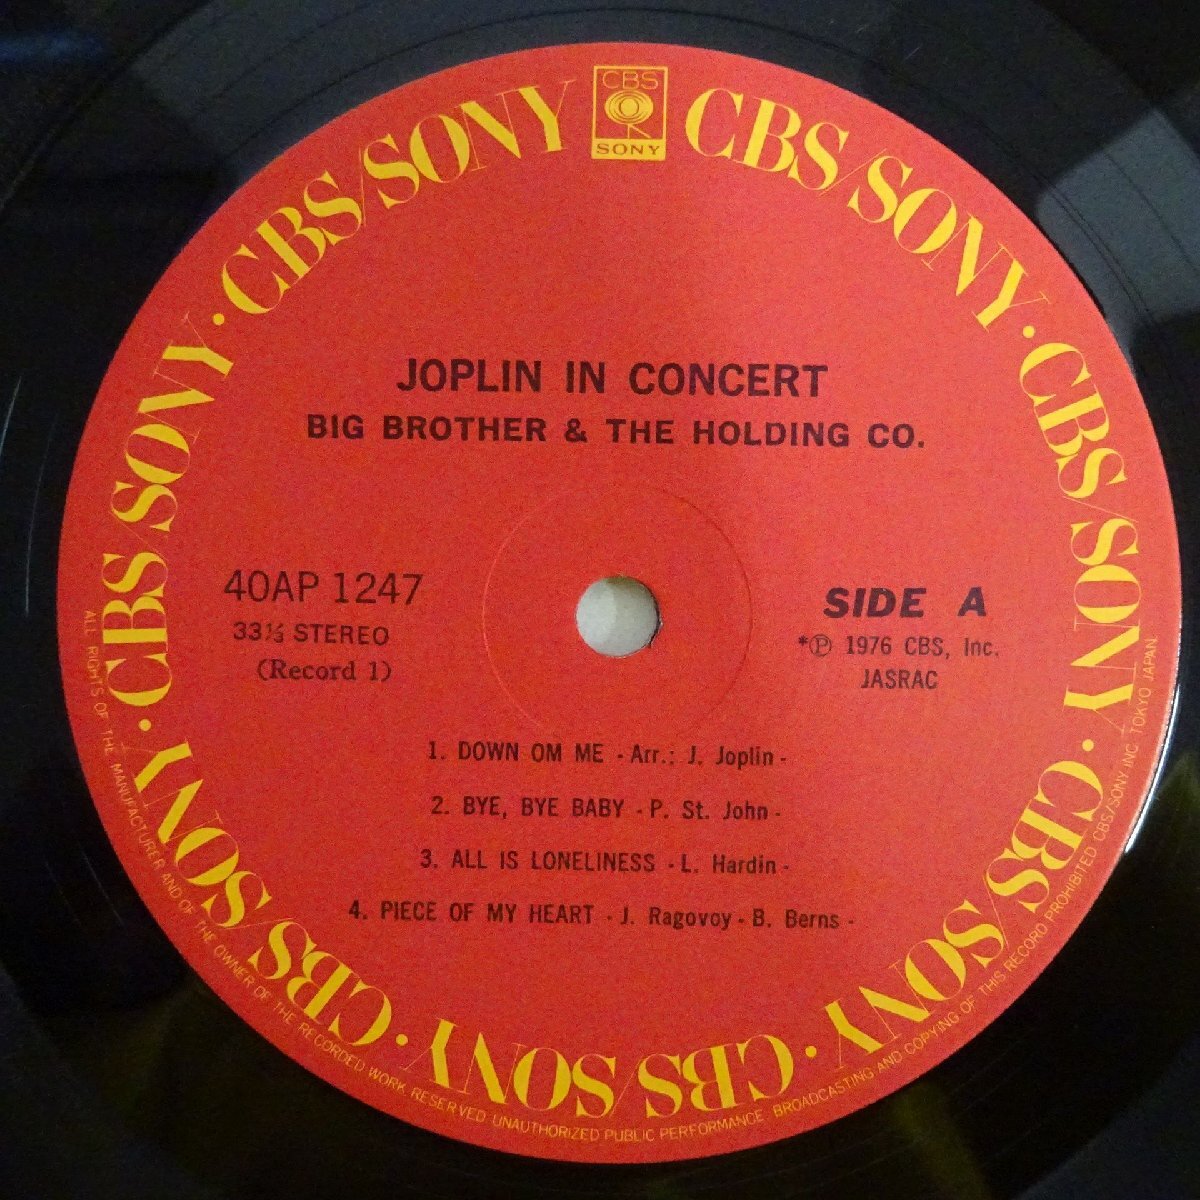 CBS
SONY
CBS/SONY · CBS/SONY · CBS/SONY · CBS/SONY · CBS/SONY · CBS/SONY · CBS/SONY
JOPLIN IN CONCERT
BIG BROTHER & THE HOLDING CO.
40AP 1247
33⅓ STEREO
(Record 1)
SIDE A
*Ⓟ 1976 CBS, Inc.
JASRAC
1. DOWN OM ME - Arr.: J. Joplin -
2. BYE, BYE BABY - P. St. John -
3. ALL IS LONELINESS - L. Hardin -
4. PIECE OF MY HEART - J. Ragovoy - B. Berns -
ALL RIGHTS OF THE MANUFACTURER AND OF THE OWNER OF THE RECORDED WORK RESERVED UNAUTHORIZED PUBLIC PERFORMANCE BROADCASTING AND COPYING OF THIS RECORD PROHIBITED CBS/SONY INC. TOKYO JAPAN